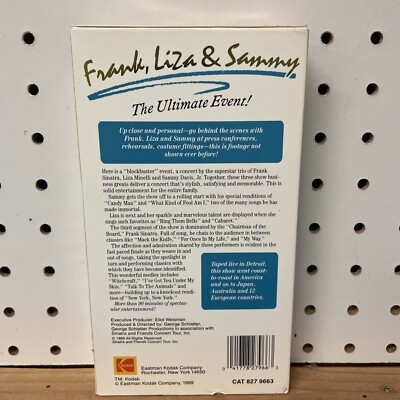 Frank, Liza & Sammy
The Ultimate Event!
Up close and personal—go behind the scenes with
Frank, Liza and Sammy at press conferences,
rehearsals, costume fittings—this is footage not
shown ever before!
Here is a "blockbuster" event, a concert by the superstar trio of Frank
Sinatra, Liza Minelli and Sammy Davis, Jr. Together, these three show busi-
ness greats deliver a concert that's stylish, satisfying and memorable. This is
solid entertainment for the entire family.
Sammy gets the show off to a rolling start with his special renditions of
"Candy Man" and "What Kind of Fool Am I," two of the many songs he has
made immortal.
Liza is next and her sparkle and marvelous talent are displayed when she
sings such favorites as "Ring Them Bells" and "Cabaret."
The third segment of the show is dominated by the "Chairman of the
Board," Frank Sinatra. Full of song, he chats to the audience in between
classics like "Mack the Knife," "For Once In My Life," and "My Way."
The affection and admiration shared by these performers is evident in the
fast paced finale as they weave in and
out of songs, taking the spotlight in
turn and performing classics with
which they have become identified.
This wonderful medley includes
"Witchcraft," "I've Got You Under My
Skin," "Talk To The Animals" and
more—building up to a knockout rendi-
tion of "New York, New York."
More than 90 minutes of spectac-
ular entertainment!
Taped live in Detroit,
this show went coast-
to-coast in America
and on to Japan,
Australia and 12
European countries.
Executive Producer: Eliot Weisman
Produced & Directed by: George Schlatter,
George Schlatter Productions in association with
Sinatra and Friends Concert Tour, Inc.
© 1989 All Rights Reserved.
Sinatra and Friends Concert Tour, Inc.
Kodak
Eastman Kodak Company
Rochester, New York 14650
TM: Kodak
© Eastman Kodak Company, 1989
0 41778 27966 3
CAT 827 9663